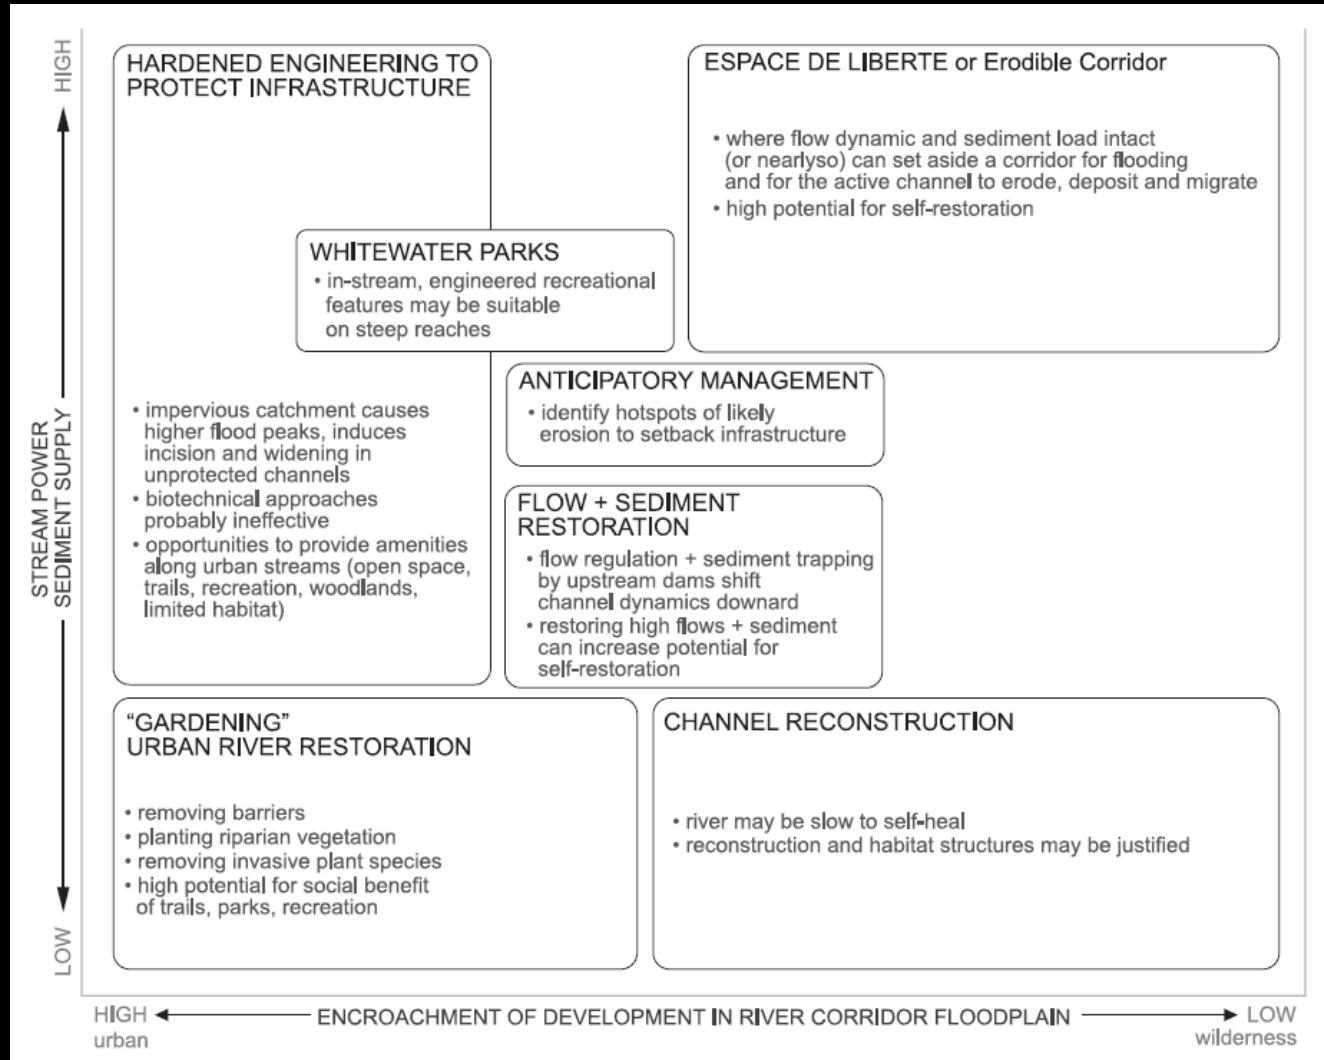 HIGH
STREAM POWER
SEDIMENT SUPPLY
LOW
HARDENED ENGINEERING TO
PROTECT INFRASTRUCTURE
• impervious catchment causes
higher flood peaks, induces
incision and widening in
unprotected channels
• biotechnical approaches
probably ineffective
• opportunities to provide amenities
along urban streams (open space,
trails, recreation, woodlands,
limited habitat)
WHITEWATER PARKS
• in-stream, engineered recreational
features may be suitable
on steep reaches
ESPACE DE LIBERTE or Erodible Corridor
• where flow dynamic and sediment load intact
(or nearlyso) can set aside a corridor for flooding
and for the active channel to erode, deposit and migrate
• high potential for self-restoration
ANTICIPATORY MANAGEMENT
• identify hotspots of likely
erosion to setback infrastructure
FLOW + SEDIMENT
RESTORATION
• flow regulation + sediment trapping
by upstream dams shift
channel dynamics downard
• restoring high flows + sediment
can increase potential for
self-restoration
"GARDENING"
URBAN RIVER RESTORATION
• removing barriers
• planting riparian vegetation
• removing invasive plant species
• high potential for social benefit
of trails, parks, recreation
CHANNEL RECONSTRUCTION
• river may be slow to self-heal
• reconstruction and habitat structures may be justified
HIGH
urban
ENCROACHMENT OF DEVELOPMENT IN RIVER CORRIDOR FLOODPLAIN
LOW
wilderness